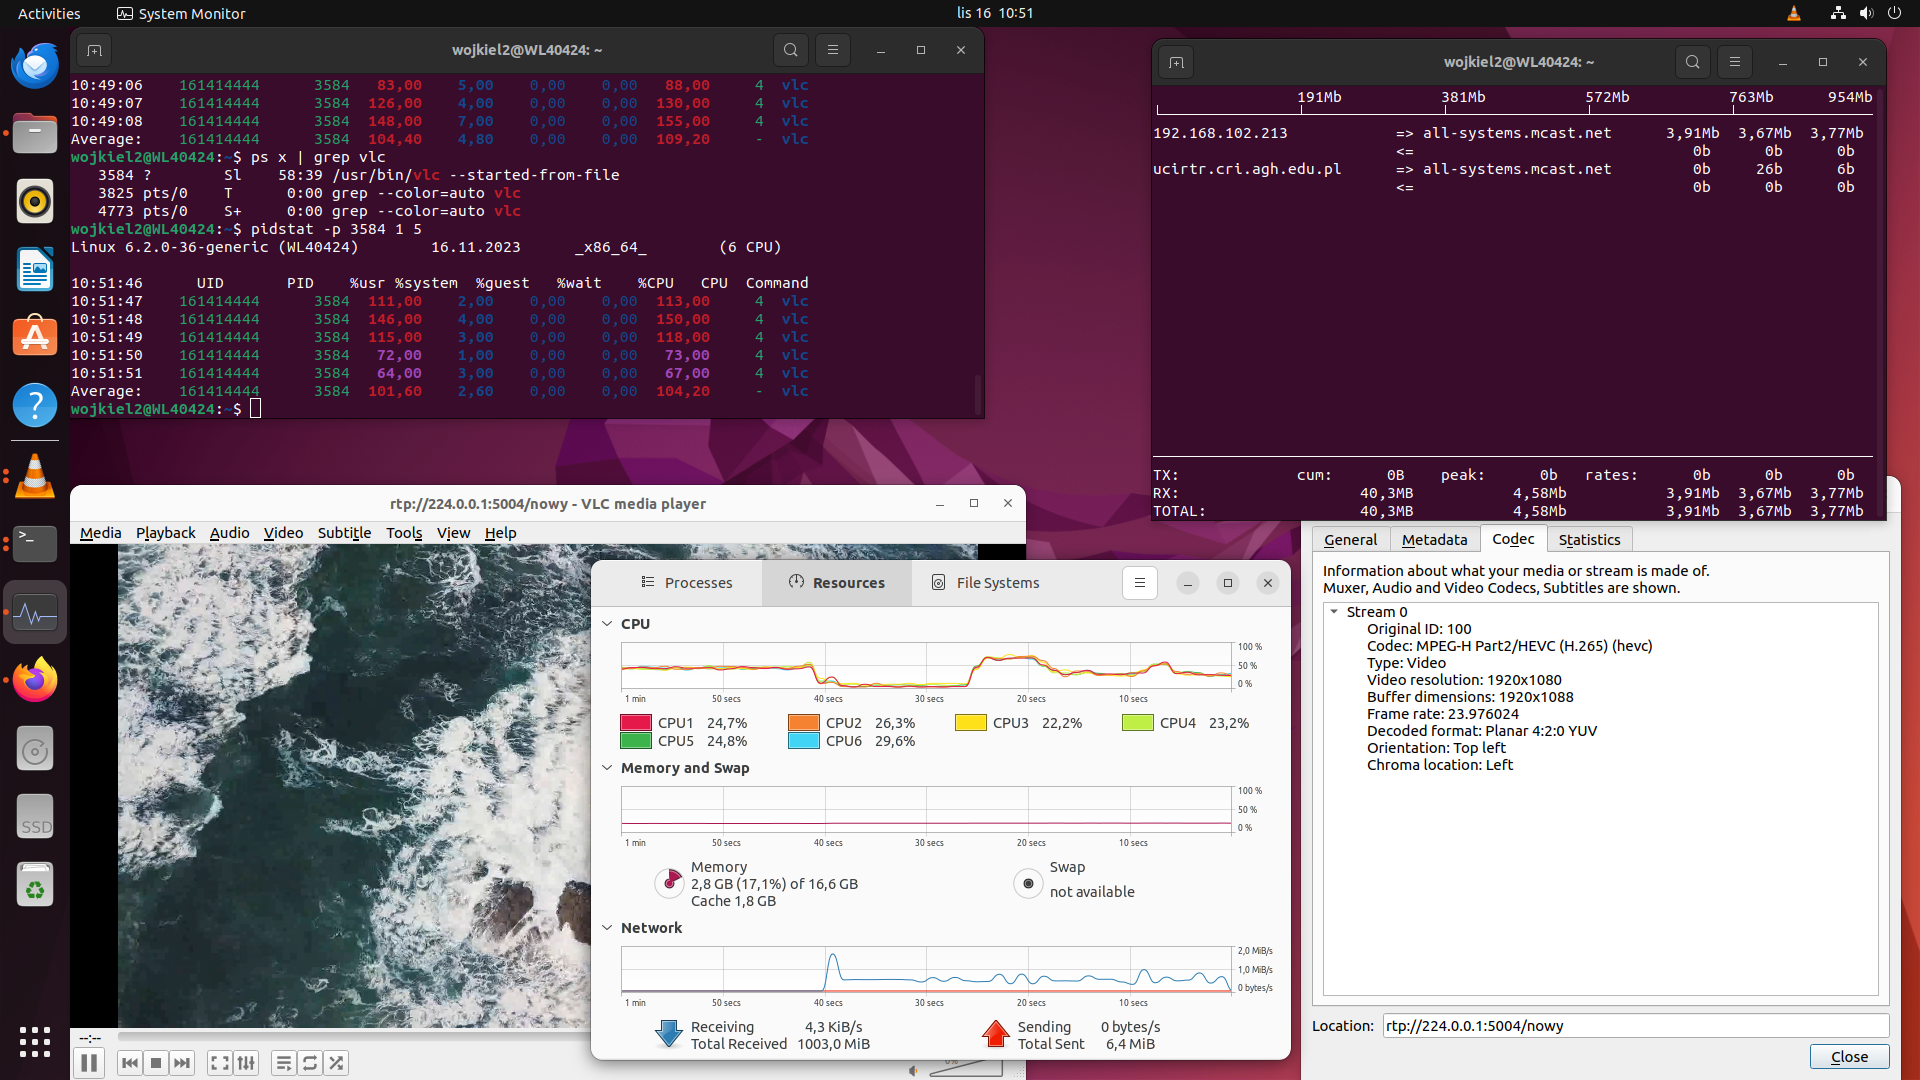 Activities
System Monitor
lis 16 10:51
wojkiel2@WL40424: ~
10:49:06 161414444 3584 83,00 5,00 0,00 0,00 88,00 4 vlc
10:49:07 161414444 3584 126,00 4,00 0,00 0,00 130,00 4 vlc
10:49:08 161414444 3584 148,00 7,00 0,00 0,00 155,00 4 vlc
Average: 161414444 3584 104,40 4,80 0,00 0,00 109,20 - vlc
wojkiel2@WL40424:~$ ps x | grep vlc
3584 ? Sl 58:39 /usr/bin/vlc --started-from-file
3825 pts/0 T 0:00 grep --color=auto vlc
4773 pts/0 S+ 0:00 grep --color=auto vlc
wojkiel2@WL40424:~$ pidstat -p 3584 1 5
Linux 6.2.0-36-generic (WL40424) 16.11.2023 _x86_64_ (6 CPU)
10:51:46 UID PID %usr %system %guest %wait %CPU CPU Command
10:51:47 161414444 3584 111,00 2,00 0,00 0,00 113,00 4 vlc
10:51:48 161414444 3584 146,00 4,00 0,00 0,00 150,00 4 vlc
10:51:49 161414444 3584 115,00 3,00 0,00 0,00 118,00 4 vlc
10:51:50 161414444 3584 72,00 1,00 0,00 0,00 73,00 4 vlc
10:51:51 161414444 3584 64,00 3,00 0,00 0,00 67,00 4 vlc
Average: 161414444 3584 101,60 2,60 0,00 0,00 104,20 - vlc
wojkiel2@WL40424:~$
wojkiel2@WL40424: ~
191Mb 381Mb 572Mb 763Mb 954Mb
192.168.102.213 => all-systems.mcast.net 3,91Mb 3,67Mb 3,77Mb
<= 0b 0b 0b
ucirtr.cri.agh.edu.pl => all-systems.mcast.net 0b 26b 6b
<= 0b 0b 0b
TX: cum: 0B peak: 0b rates: 0b 0b 0b
RX: 40,3MB 4,58Mb 3,91Mb 3,67Mb 3,77Mb
TOTAL: 40,3MB 4,58Mb 3,91Mb 3,67Mb 3,77Mb
rtp://224.0.0.1:5004/nowy - VLC media player
Media Playback Audio Video Subtitle Tools View Help
--:--
0%
Processes Resources File Systems
CPU
100 %
50 %
0 %
1 min 50 secs 40 secs 30 secs 20 secs 10 secs
CPU1 24,7% CPU2 26,3% CPU3 22,2% CPU4 23,2%
CPU5 24,8% CPU6 29,6%
Memory and Swap
100 %
50 %
0 %
1 min 50 secs 40 secs 30 secs 20 secs 10 secs
Memory
2,8 GB (17,1%) of 16,6 GB
Cache 1,8 GB
Swap
not available
Network
2,0 MiB/s
1,0 MiB/s
0 bytes/s
1 min 50 secs 40 secs 30 secs 20 secs 10 secs
Receiving 4,3 KiB/s
Total Received 1003,0 MiB
Sending 0 bytes/s
Total Sent 6,4 MiB
General Metadata Codec Statistics
Information about what your media or stream is made of.
Muxer, Audio and Video Codecs, Subtitles are shown.
Stream 0
Original ID: 100
Codec: MPEG-H Part2/HEVC (H.265) (hevc)
Type: Video
Video resolution: 1920x1080
Buffer dimensions: 1920x1088
Frame rate: 23.976024
Decoded format: Planar 4:2:0 YUV
Orientation: Top left
Chroma location: Left
Location: rtp://224.0.0.1:5004/nowy
Close
SSD
>_
?